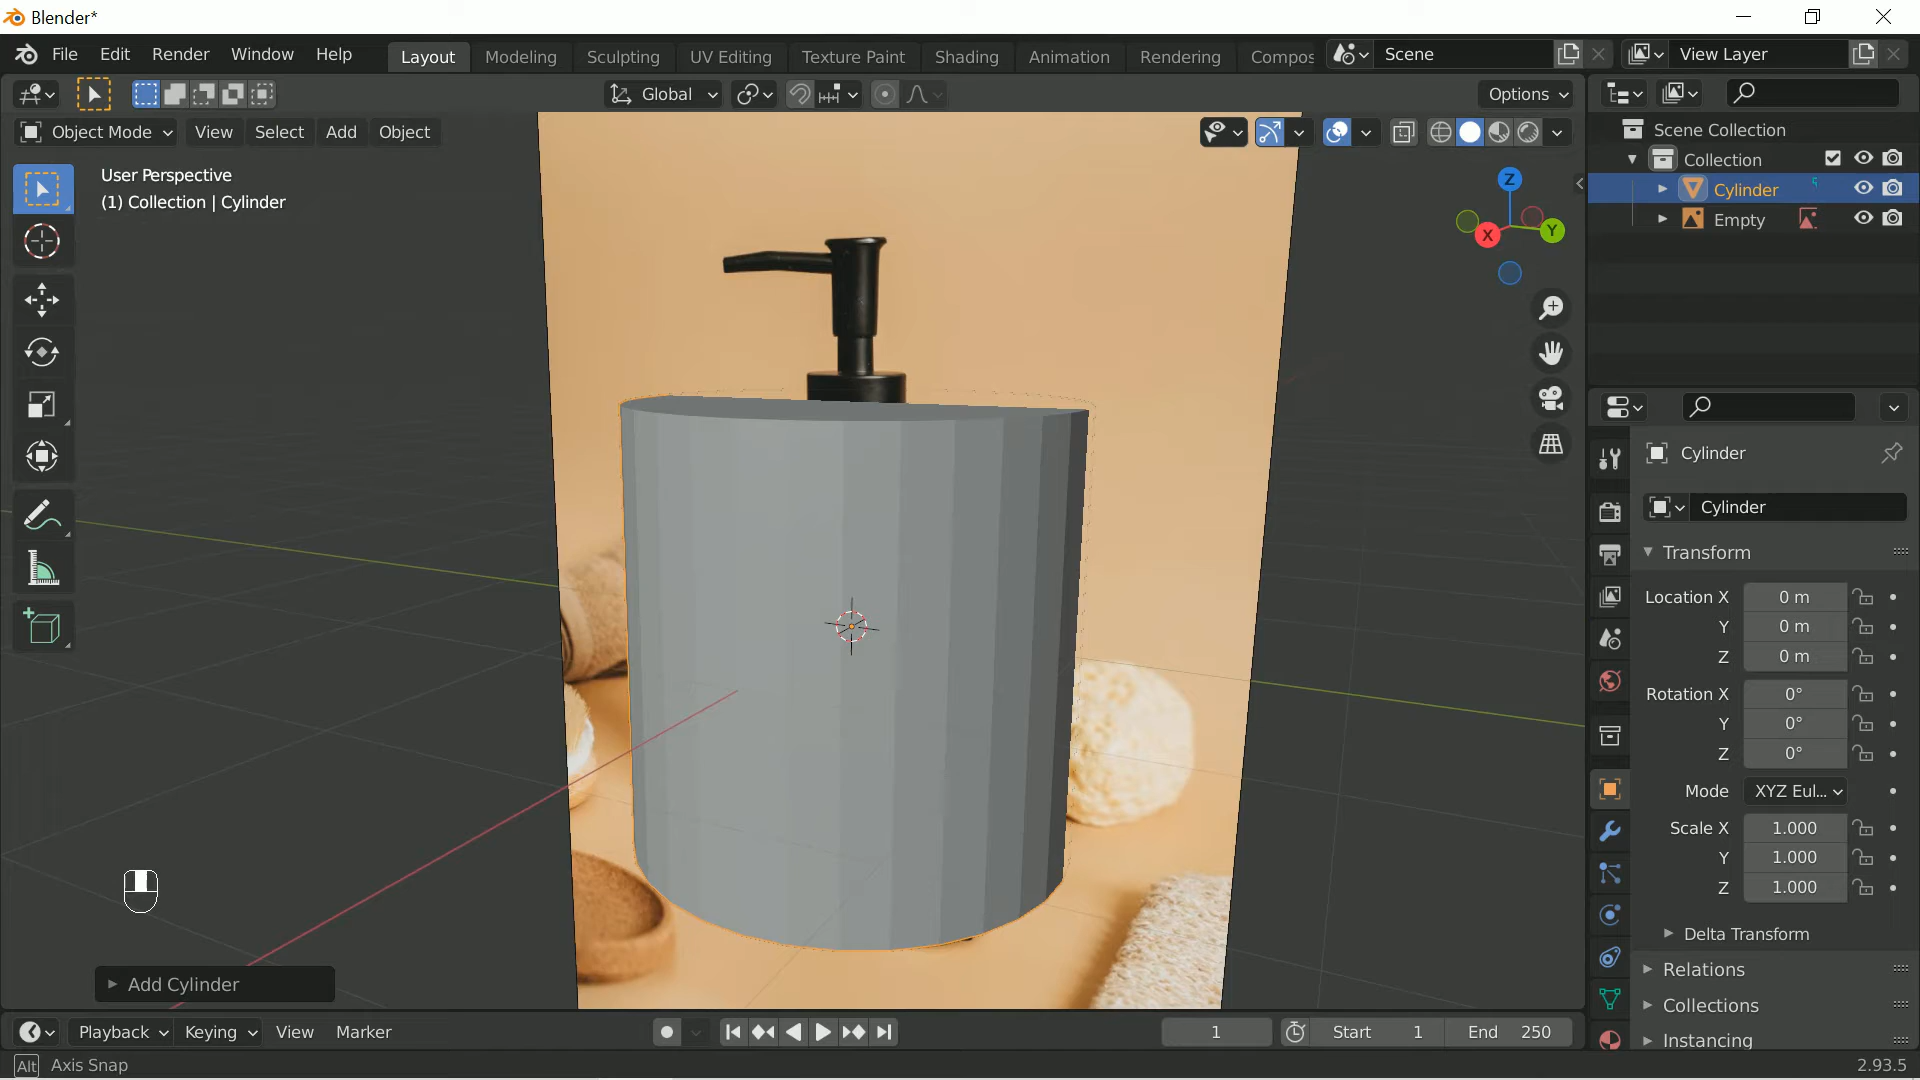 Blender*
File Edit Render Window Help Layout Modeling Sculpting UV Editing Texture Paint Shading Animation Rendering Compos Scene View Layer
Global Options
Object Mode View Select Add Object
User Perspective
(1) Collection | Cylinder
Z
X Y
Scene Collection
Collection
Cylinder
Empty
Cylinder
Cylinder
Transform
Location X 0 m
Y 0 m
Z 0 m
Rotation X 0°
Y 0°
Z 0°
Mode XYZ Eul...
Scale X 1.000
Y 1.000
Z 1.000
Delta Transform
Relations
Collections
Instancing
Add Cylinder
Playback Keying View Marker 1 Start 1 End 250
Alt Axis Snap 2.93.5